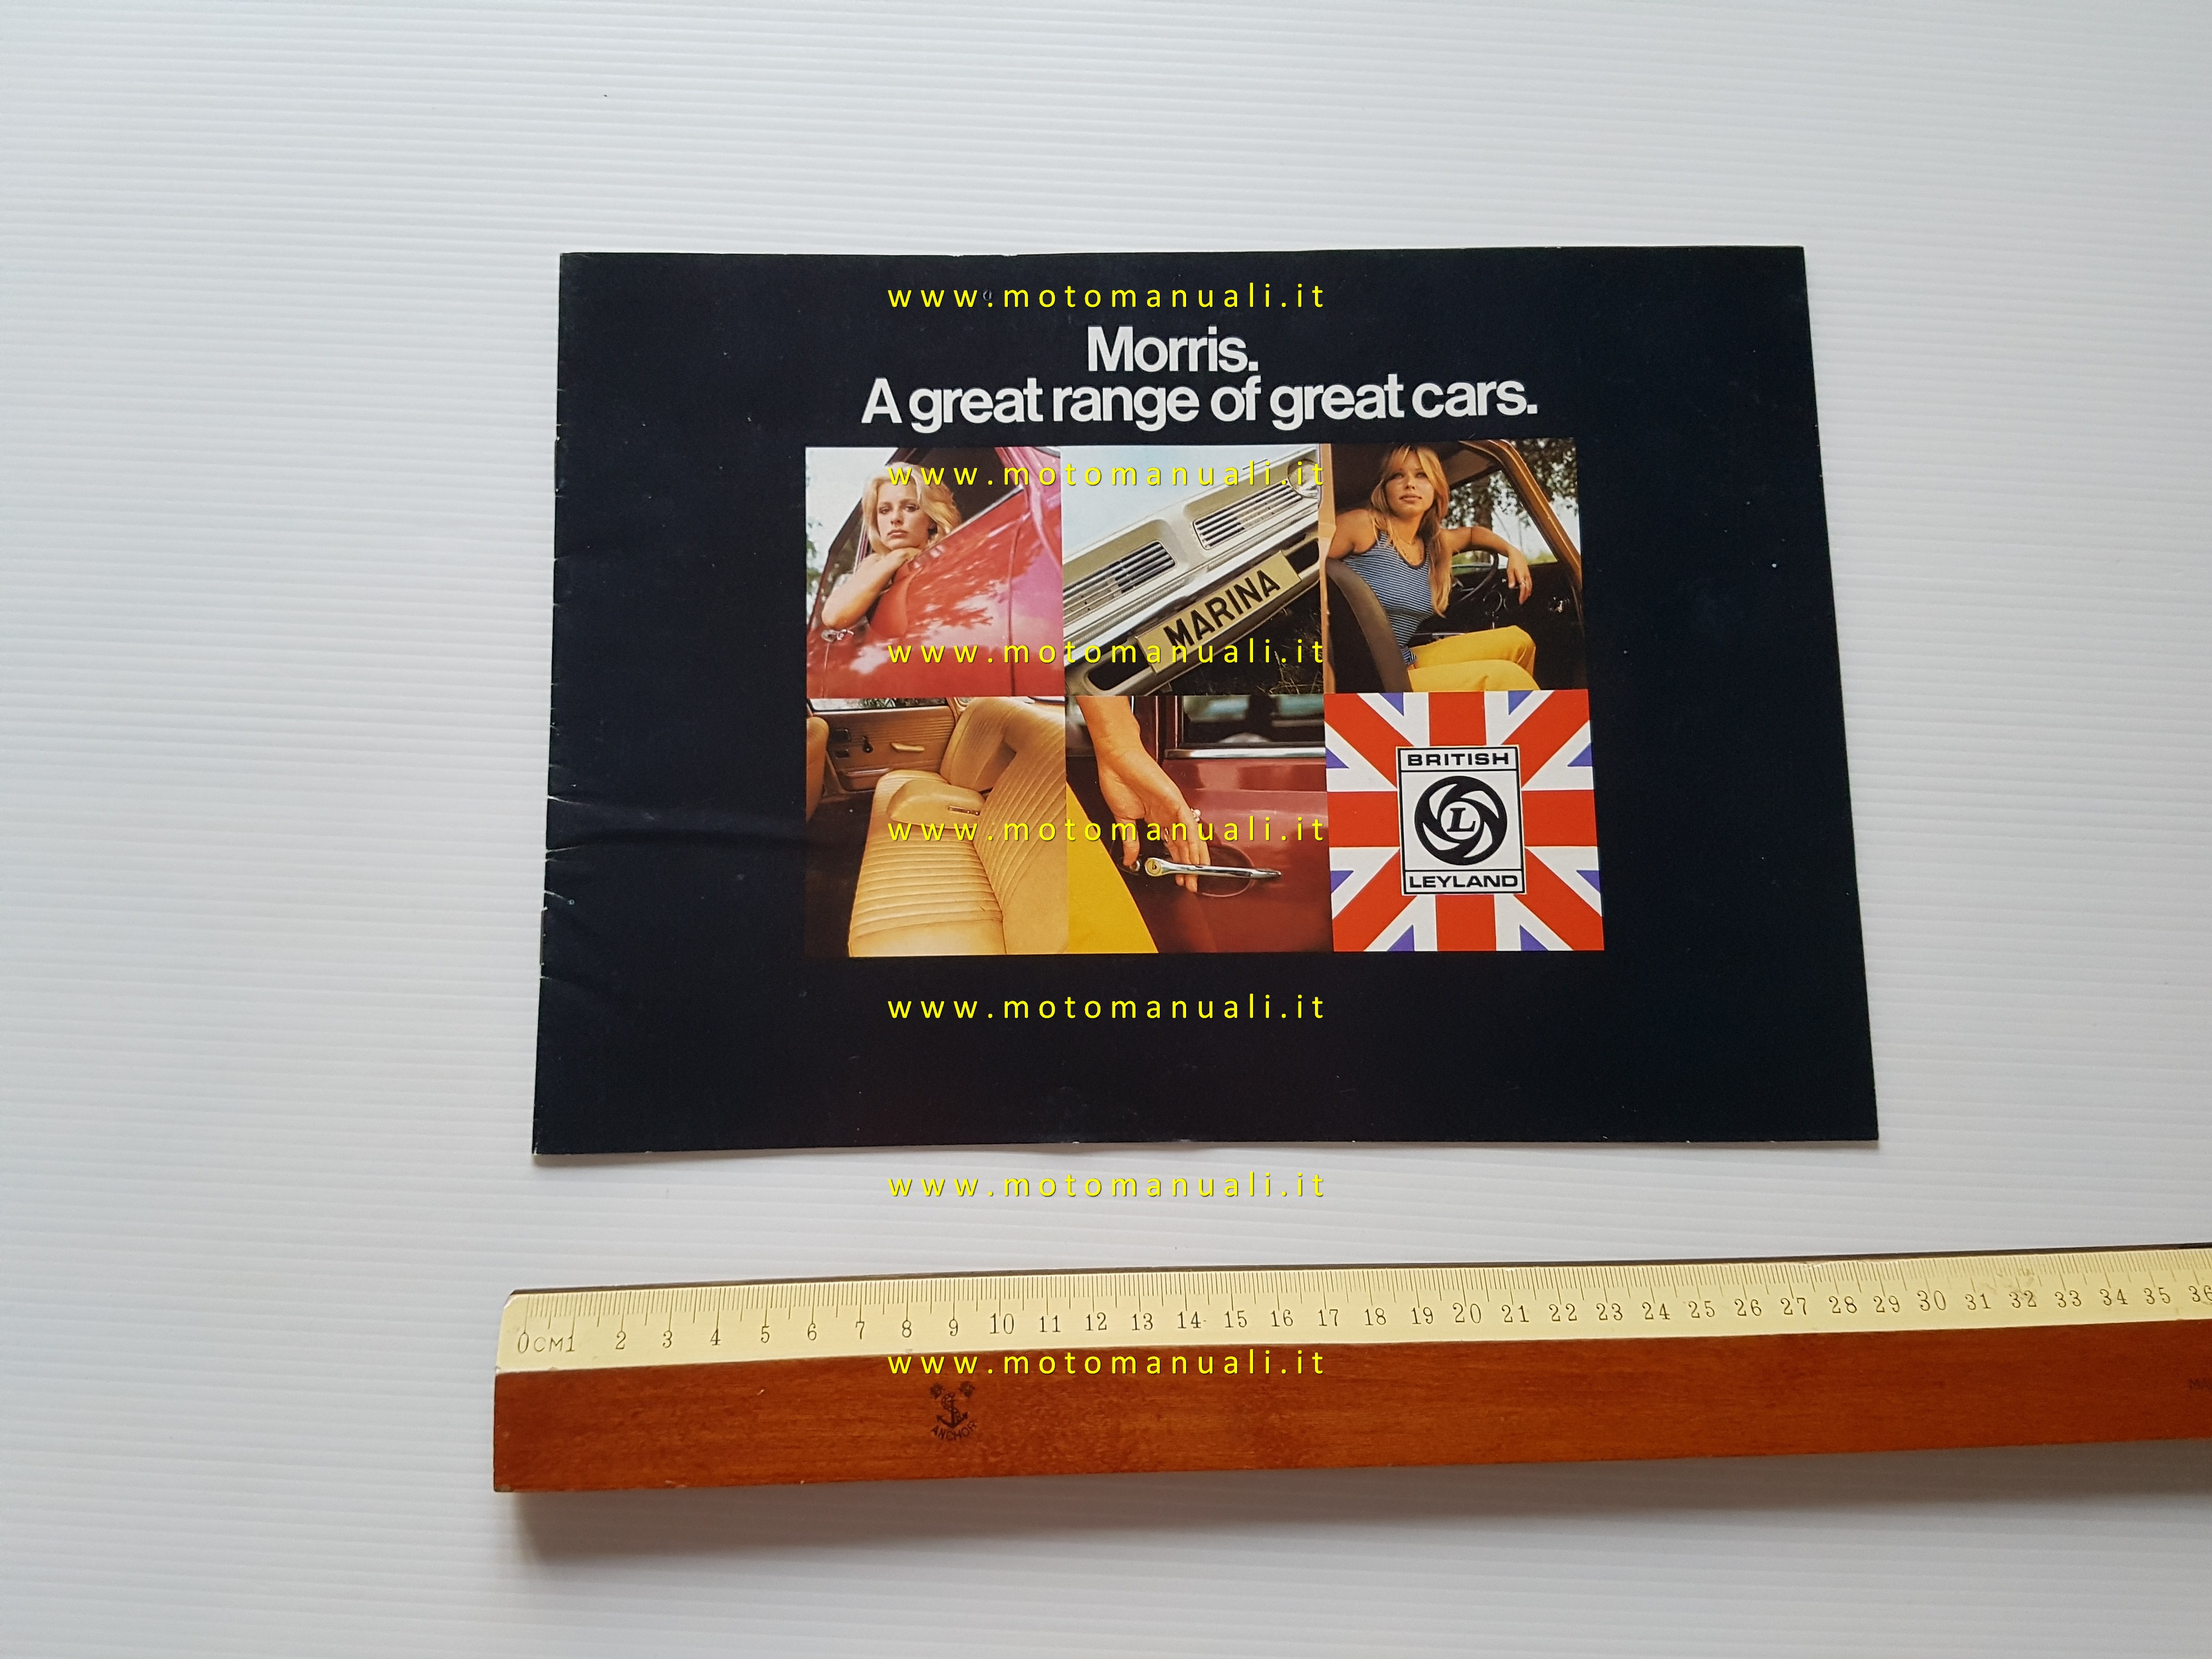 www.motomanuali.it
Morris.
A great range of great cars.
www.motomanuali.it
MARINA
www.motomanuali.it
BRITISH
L
www.motomanuali.it
LEYLAND
www.motomanuali.it
www.motomanuali.it
0CM1 2 3 4 5 6 7 8 9 10 11 12 13 14 15 16 17 18 19 20 21 22 23 24 25 26 27 28 29 30 31 32 33 34 35 36
www.motomanuali.it
ANCHOR